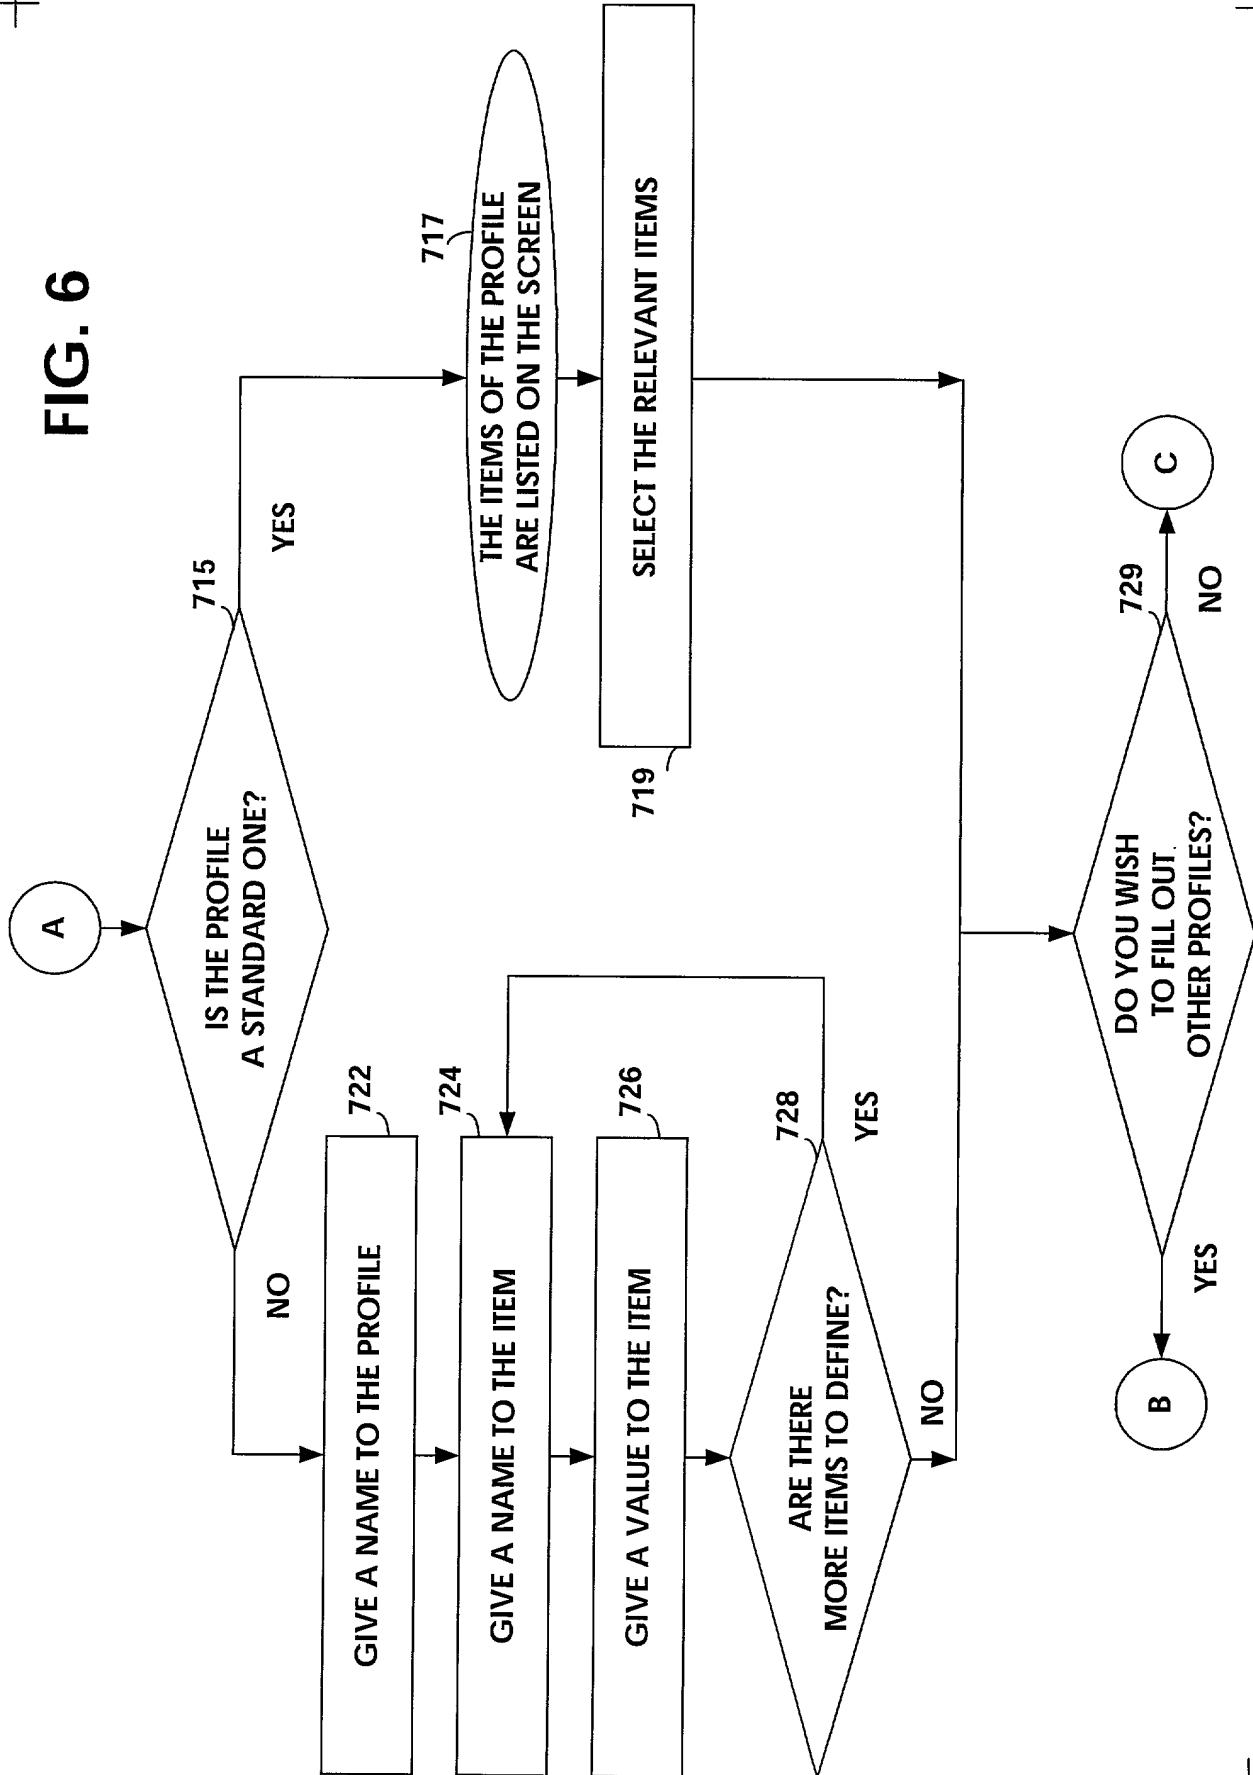 FIG. 6
A
IS THE PROFILE
A STANDARD ONE?
715
NO
YES
722
GIVE A NAME TO THE PROFILE
724
GIVE A NAME TO THE ITEM
726
GIVE A VALUE TO THE ITEM
728
ARE THERE
MORE ITEMS TO DEFINE?
YES
NO
717
THE ITEMS OF THE PROFILE
ARE LISTED ON THE SCREEN
719
SELECT THE RELEVANT ITEMS
729
DO YOU WISH
TO FILL OUT
OTHER PROFILES?
YES
NO
B
C